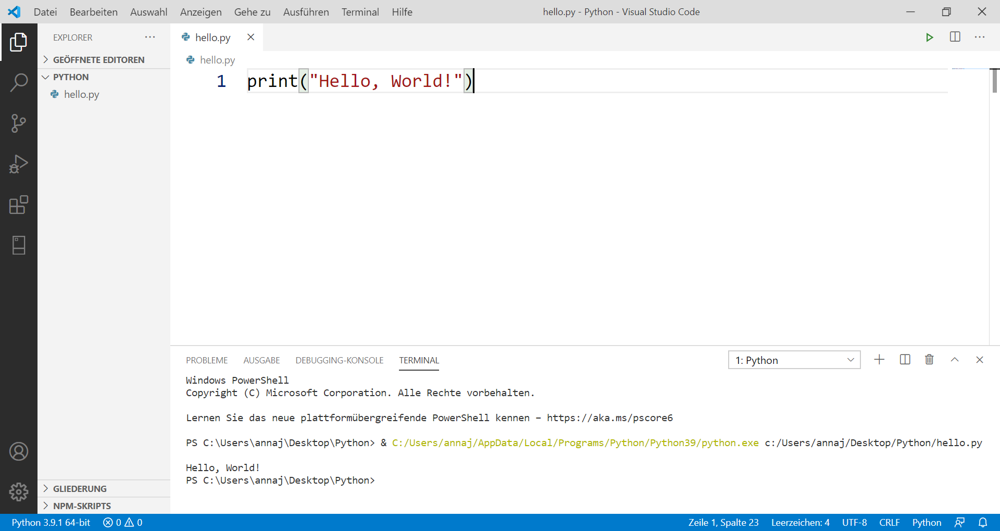 Datei Bearbeiten Auswahl Anzeigen Gehe zu Ausführen Terminal Hilfe hello.py - Python - Visual Studio Code
EXPLORER
GEÖFFNETE EDITOREN
PYTHON
hello.py
GLIEDERUNG
NPM-SKRIPTS
hello.py
hello.py
1 print("Hello, World!")
PROBLEME AUSGABE DEBUGGING-KONSOLE TERMINAL 1: Python
Windows PowerShell
Copyright (C) Microsoft Corporation. Alle Rechte vorbehalten.
Lernen Sie das neue plattformübergreifende PowerShell kennen – https://aka.ms/pscore6
PS C:\Users\annaj\Desktop\Python> & C:/Users/annaj/AppData/Local/Programs/Python/Python39/python.exe c:/Users/annaj/Desktop/Python/hello.py
Hello, World!
PS C:\Users\annaj\Desktop\Python>
Python 3.9.1 64-bit 0 0 Zeile 1, Spalte 23 Leerzeichen: 4 UTF-8 CRLF Python